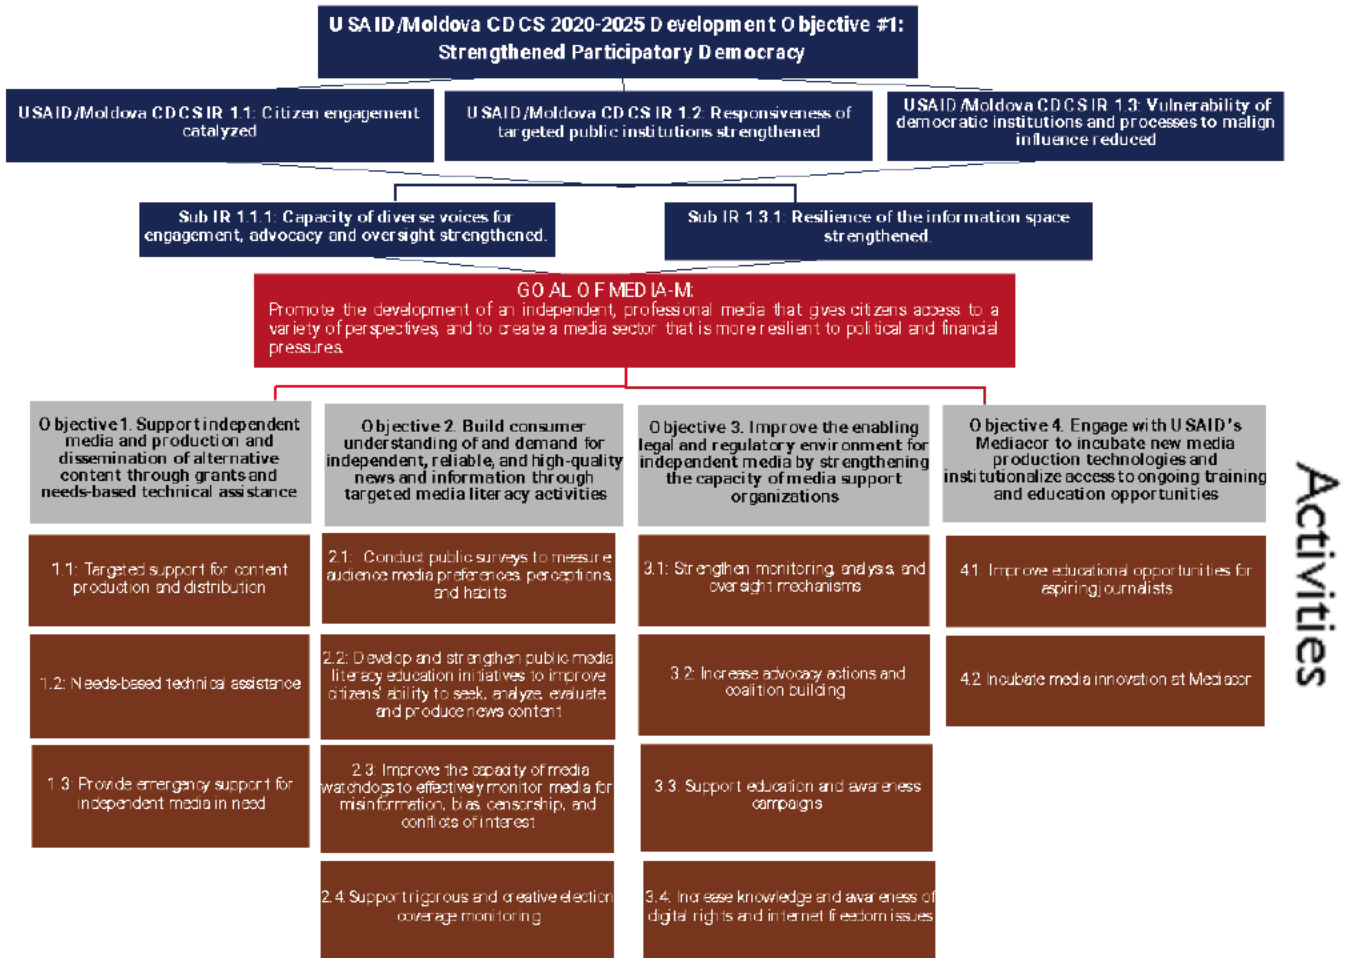 USAID/Moldova CDCS 2020-2025 Development Objective #1:
Strengthened Participatory Democracy
USAID/Moldova CDCS IR 1.1: Citizen engagement
catalyzed
USAID/Moldova CDCS IR 1.2: Responsiveness of
targeted public institutions strengthened
USAID/Moldova CDCS IR 1.3: Vulnerability of
democratic institutions and processes to malign
influence reduced
Sub IR 1.1.1: Capacity of diverse voices for
engagement, advocacy and oversight strengthened.
Sub IR 1.3.1: Resilience of the information space
strengthened.
GOAL OF MEDIA-M:
Promote the development of an independent, professional media that gives citizens access to a
variety of perspectives, and to create a media sector that is more resilient to political and financial
pressures.
Objective 1. Support independent
media and production and
dissemination of alternative
content through grants and
needs-based technical assistance
Objective 2. Build consumer
understanding of and demand for
independent, reliable, and high-quality
news and information through
targeted media literacy activities
Objective 3. Improve the enabling
legal and regulatory environment for
independent media by strengthening
the capacity of media support
organizations
Objective 4. Engage with USAID's
Mediacor to incubate new media
production technologies and
institutionalize access to ongoing training
and education opportunities
Activities
1.1: Targeted support for content
production and distribution
2.1: Conduct public surveys to measure
audience media preferences, perceptions,
and habits
3.1: Strengthen monitoring, analysis, and
oversight mechanisms
4.1: Improve educational opportunities for
aspiring journalists
1.2: Needs-based technical assistance
2.2: Develop and strengthen public media
literacy education initiatives to improve
citizens' ability to seek, analyze, evaluate
and produce news content
3.2: Increase advocacy actions and
coalition building
4.2 Incubate media innovation at Mediacor
1.3: Provide emergency support for
independent media in need
2.3: Improve the capacity of media
watchdogs to effectively monitor media for
misinformation, bias, censorship, and
conflicts of interest
3.3: Support education and awareness
campaigns
2.4: Support rigorous and creative election
coverage monitoring
3.4: Increase knowledge and awareness of
digital rights and internet freedom issues